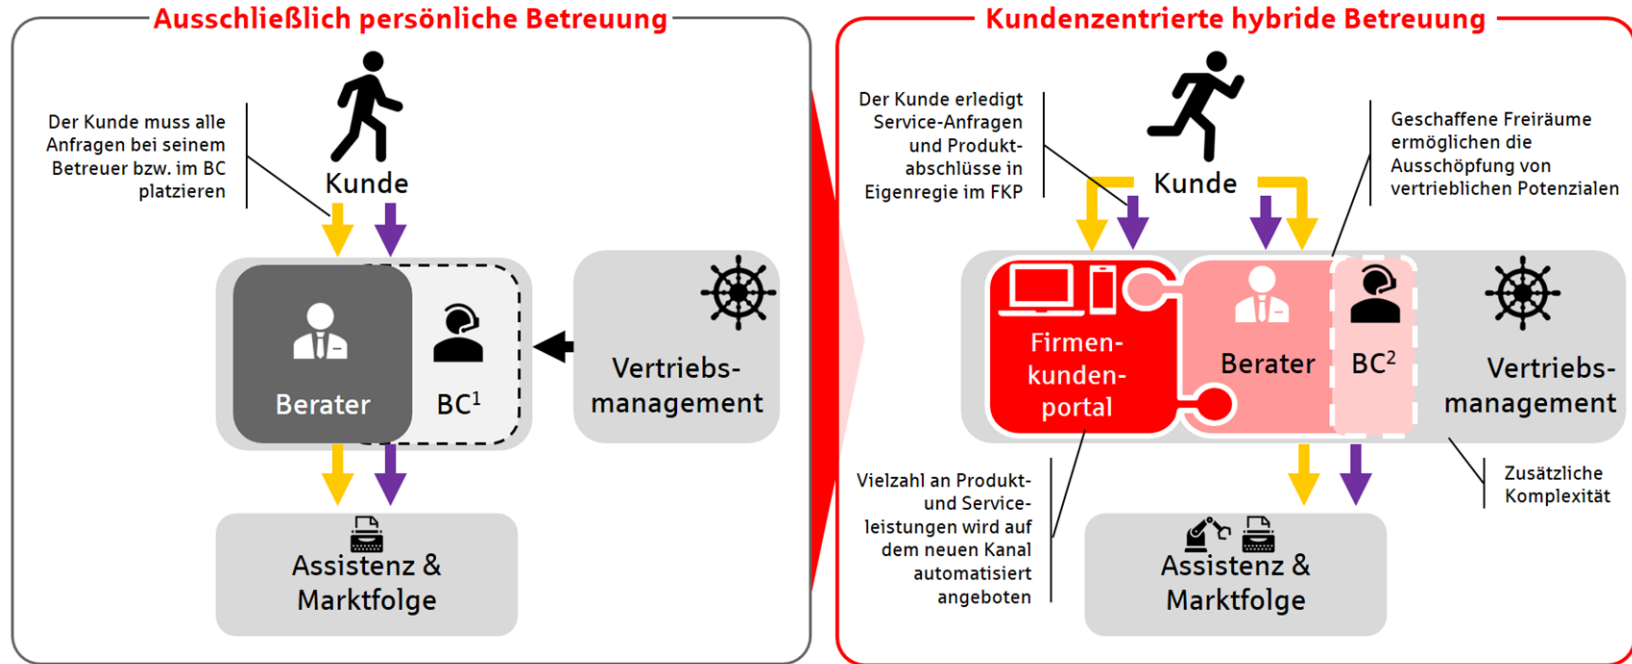 Ausschließlich persönliche Betreuung
Der Kunde muss alle
Anfragen bei seinem
Betreuer bzw. im BC
platzieren
Kunde
Berater
BC¹
Vertriebs-
management
Assistenz &
Marktfolge
Kundenzentrierte hybride Betreuung
Der Kunde erledigt
Service-Anfragen
und Produkt-
abschlüsse in
Eigenregie im FKP
Kunde
Geschaffene Freiräume
ermöglichen die
Ausschöpfung von
vertrieblichen Potenzialen
Firmen-
kunden-
portal
Berater
BC²
Vertriebs-
management
Vielzahl an Produkt-
und Service-
leistungen wird auf
dem neuen Kanal
automatisiert
angeboten
Zusätzliche
Komplexität
Assistenz &
Marktfolge